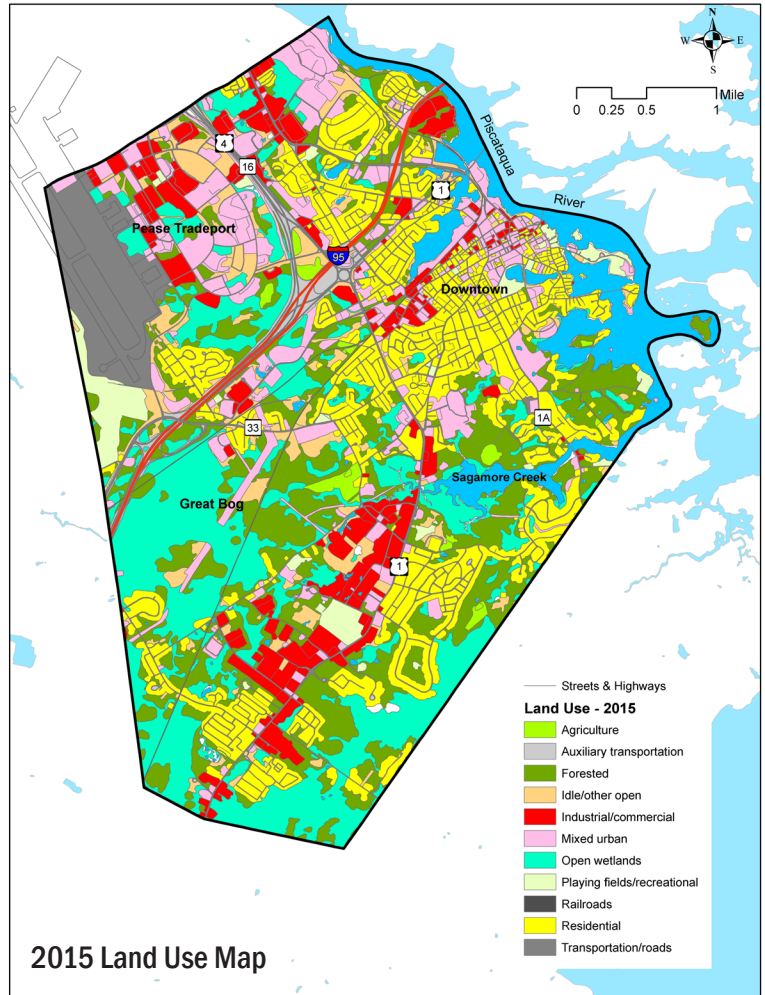 N
W E
S
Mile
0 0.25 0.5 1
Piscataqua
River
4
16
1
Pease Tradeport
95
Downtown
1A
33
Sagamore Creek
Great Bog
1
Streets & Highways
Land Use - 2015
Agriculture
Auxiliary transportation
Forested
Idle/other open
Industrial/commercial
Mixed urban
Open wetlands
Playing fields/recreational
Railroads
Residential
Transportation/roads
2015 Land Use Map